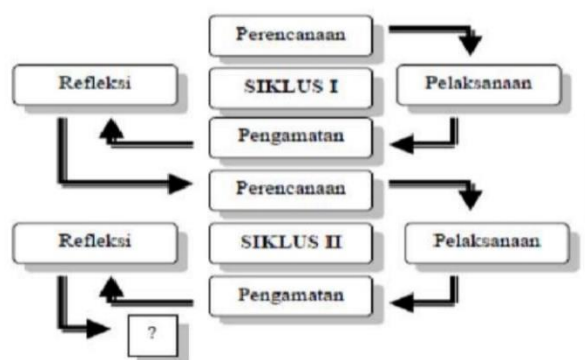 Perencanaan
Refleksi
SIKLUS I
Pelaksanaan
Pengamatan
Perencanaan
Refleksi
SIKLUS II
Pelaksanaan
Pengamatan
?